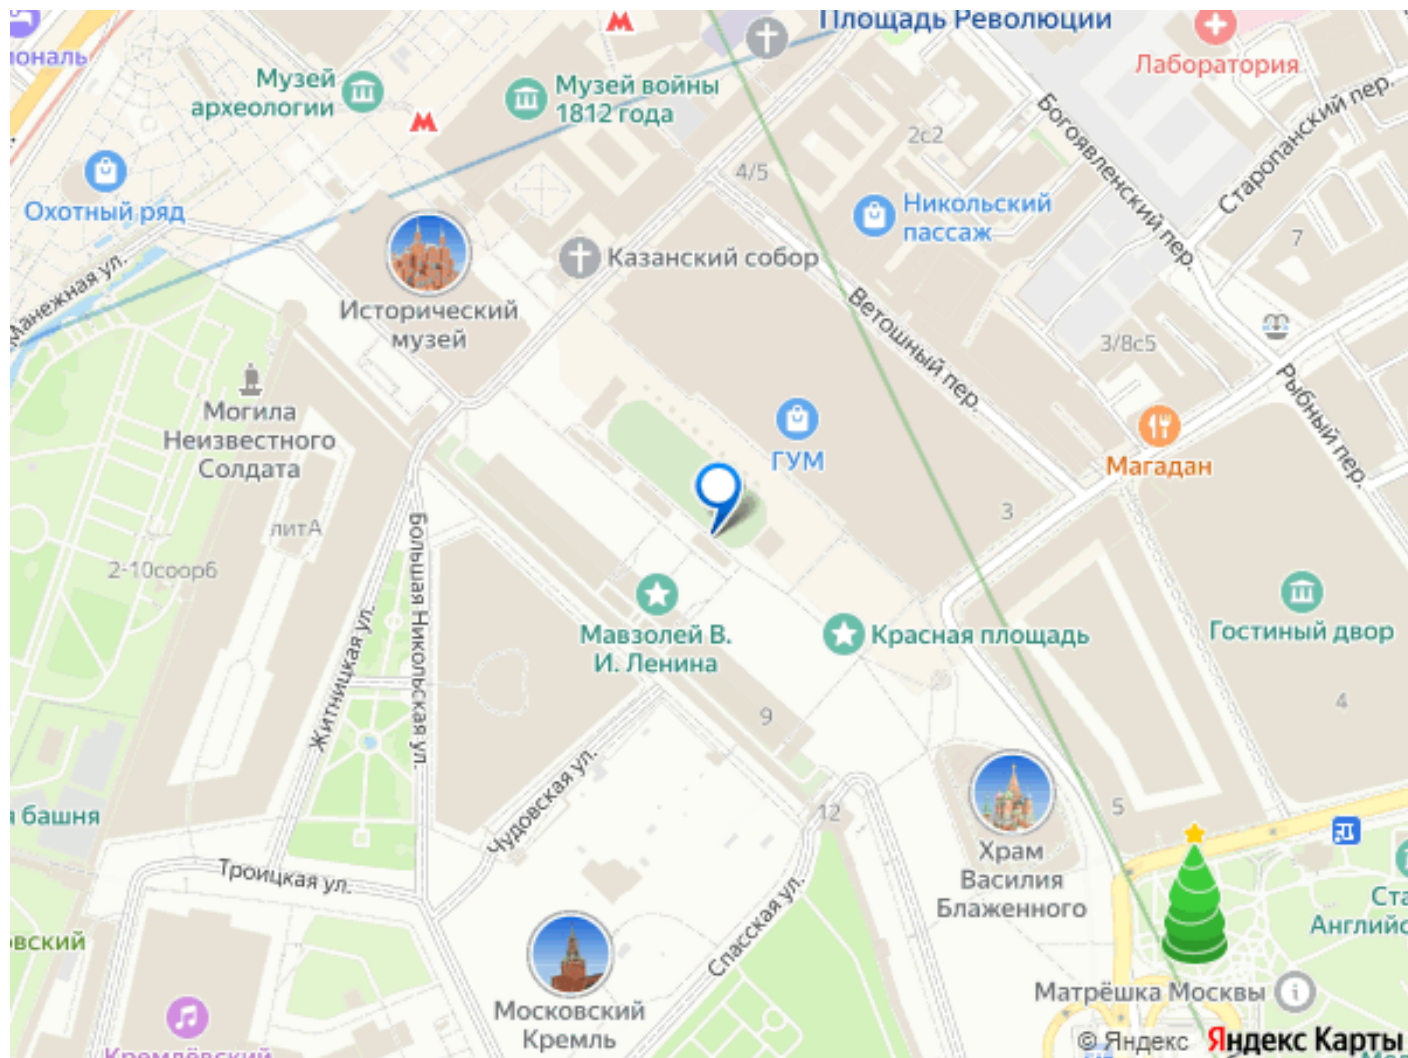 Площадь Революции
Лаборатория
Музей
археологии
Музей войны
1812 года
2с2
4/5
Богоявленский пер.
Старопанский пер.
Охотный ряд
Никольский
пассаж
7
Казанский собор
Манежная ул.
Исторический
музей
Ветошный пер.
3/8с5
Рыбный пер.
Могила
Неизвестного
Солдата
ГУМ
Магадан
3
литА
2-10соор6
Большая Никольская ул.
Житницкая ул.
Мавзолей В.
И. Ленина
Красная площадь
Гостиный двор
4
9
Чудовская ул.
башня
12
5
Храм
Василия
Блаженного
Троицкая ул.
Спасская ул.
Московский
Кремль
Матрёшка Москвы
© Яндекс Яндекс Карты